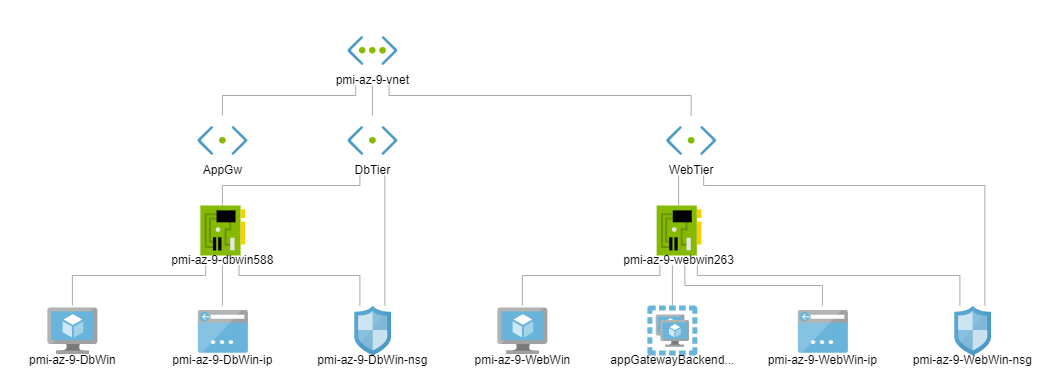 pmi-az-9-vnet
AppGw
DbTier
WebTier
pmi-az-9-dbwin588
pmi-az-9-webwin263
pmi-az-9-DbWin
pmi-az-9-DbWin-ip
pmi-az-9-DbWin-nsg
pmi-az-9-WebWin
appGatewayBackend...
pmi-az-9-WebWin-ip
pmi-az-9-WebWin-nsg